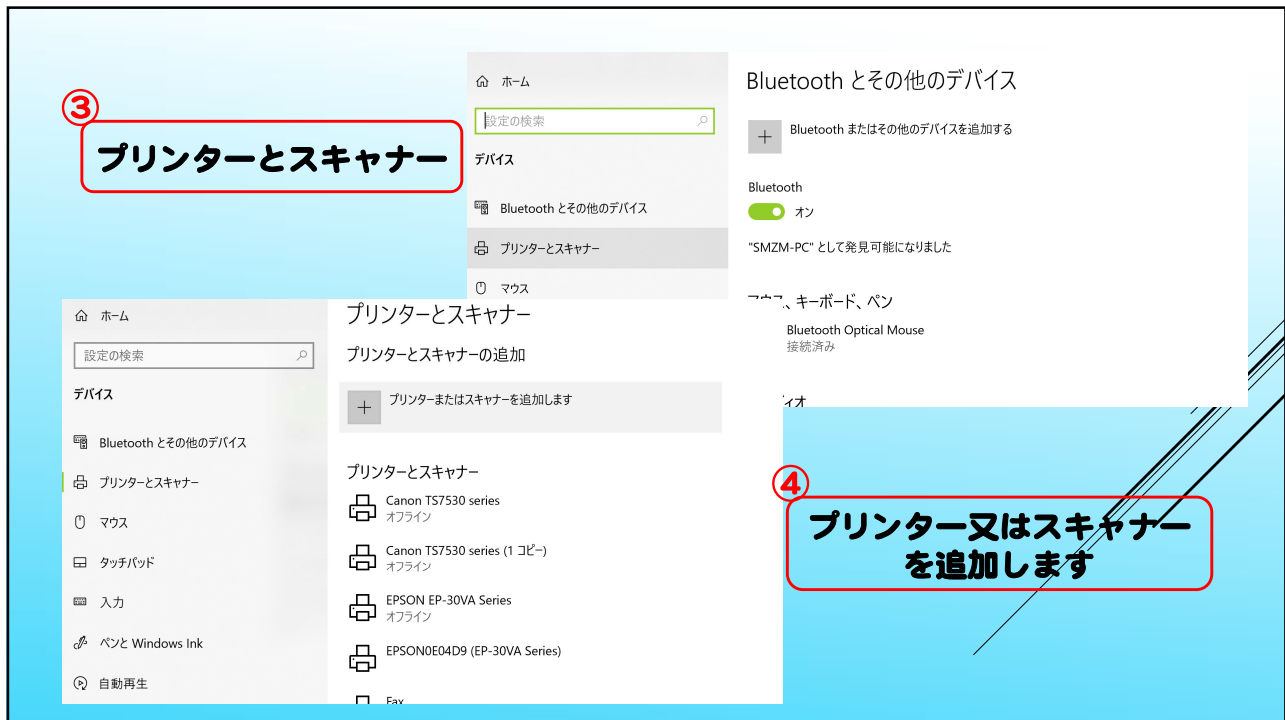 ③
プリンターとスキャナー
ホーム
設定の検索
デバイス
Bluetooth とその他のデバイス
プリンターとスキャナー
マウス
Bluetooth とその他のデバイス
Bluetooth またはその他のデバイスを追加する
Bluetooth
オン
"SMZM-PC" として発見可能になりました
マウス、キーボード、ペン
Bluetooth Optical Mouse
接続済み
ホーム
設定の検索
デバイス
Bluetooth とその他のデバイス
プリンターとスキャナー
マウス
タッチパッド
入力
ペンと Windows Ink
自動再生
プリンターとスキャナー
プリンターとスキャナーの追加
プリンターまたはスキャナーを追加します
プリンターとスキャナー
Canon TS7530 series
オフライン
Canon TS7530 series (1 コピー)
オフライン
EPSON EP-30VA Series
オフライン
EPSON0E04D9 (EP-30VA Series)
Fax
④
プリンター又はスキャナー
を追加します